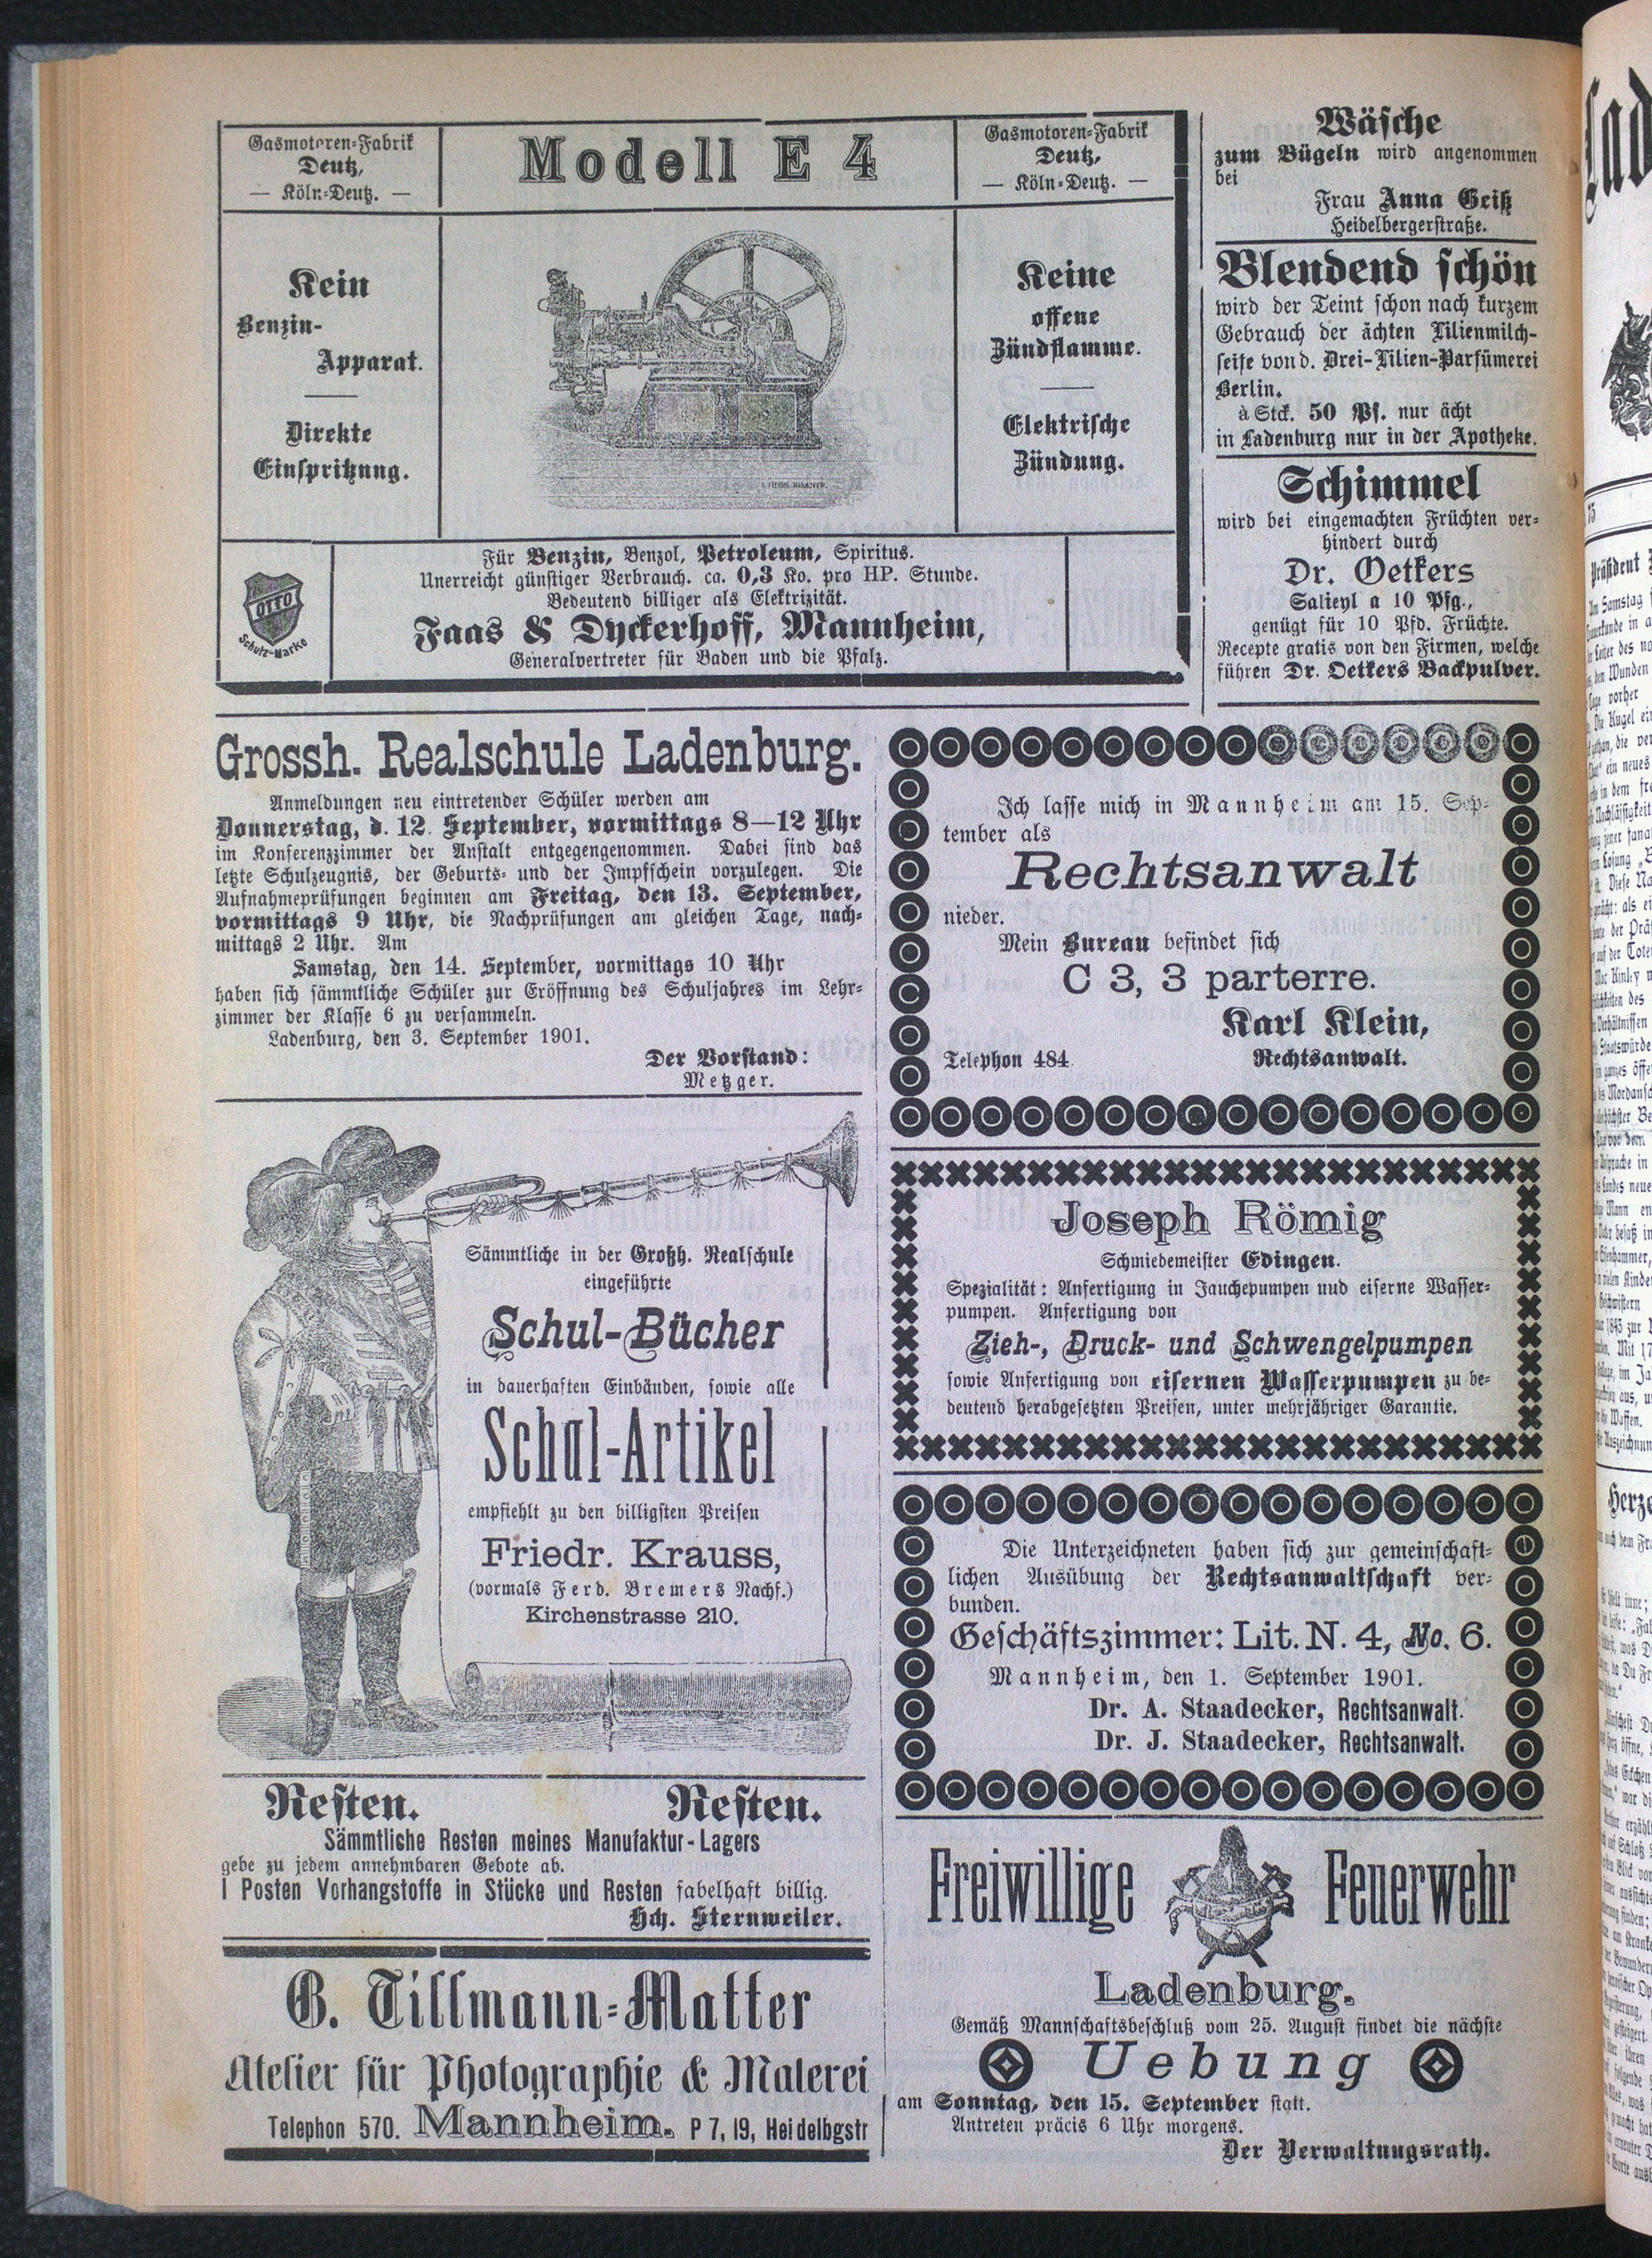 Gasmotoren-Fabrik
Deutz,
— Köln-Deutz. —
Modell E 4
Gasmotoren-Fabrik
Deutz,
— Köln-Deutz. —
Kein
Benzin-
Apparat.
Direkte
Einspritzung.
Keine
offene
Zündflamme.
Elektrische
Zündung.
OTTO
Schutz-Marke
Für Benzin, Benzol, Petroleum, Spiritus.
Unerreicht günstiger Verbrauch. ca. 0,3 Ko. pro HP. Stunde.
Bedeutend billiger als Elektrizität.
Faas & Dyckerhoff, Mannheim,
Generalvertreter für Baden und die Pfalz.
Wäsche
zum Bügeln wird angenommen
bei
Frau Anna Geiß
Heidelbergerstraße.
Blendend schön
wird der Teint schon nach kurzem
Gebrauch der ächten Lilienmilch-
seife von d. Drei-Lilien-Parfümerei
Berlin.
à Stck. 50 Pf. nur ächt
in Ladenburg nur in der Apotheke.
Schimmel
wird bei eingemachten Früchten ver-
hindert durch
Dr. Oetkers
Salicyl a 10 Pfg.,
genügt für 10 Pfd. Früchte.
Recepte gratis von den Firmen, welche
führen Dr. Oetkers Backpulver.
Grossh. Realschule Ladenburg.
Anmeldungen neu eintretender Schüler werden am
Donnerstag, d. 12. September, vormittags 8—12 Uhr
im Konferenzzimmer der Anstalt entgegengenommen. Dabei sind das
letzte Schulzeugnis, der Geburts- und der Impfschein vorzulegen. Die
Aufnahmeprüfungen beginnen am Freitag, den 13. September,
vormittags 9 Uhr, die Nachprüfungen am gleichen Tage, nach-
mittags 2 Uhr. Am
Samstag, den 14. September, vormittags 10 Uhr
haben sich sämmtliche Schüler zur Eröffnung des Schuljahres im Lehr-
zimmer der Klasse 6 zu versammeln.
Ladenburg, den 3. September 1901.
Der Vorstand:
Metzger.
Sämmtliche in der Großh. Realschule
eingeführte
Schul-Bücher
in dauerhaften Einbänden, sowie alle
Schul-Artikel
empfiehlt zu den billigsten Preisen
Friedr. Krauss,
(vormals Ferd. Bremers Nachf.)
Kirchenstrasse 210.
Resten. Resten.
Sämmtliche Resten meines Manufaktur-Lagers
gebe zu jedem annehmbaren Gebote ab.
1 Posten Vorhangstoffe in Stücke und Resten fabelhaft billig.
Hch. Sternweiler.
G. Tillmann-Matter
Atelier für Photographie & Malerei
Telephon 570. Mannheim. P 7, 19, Heidelbgstr
Ich lasse mich in Mannheim am 15. Sep-
tember als
Rechtsanwalt
nieder.
Mein Bureau befindet sich
C 3, 3 parterre.
Karl Klein,
Telephon 484 Rechtsanwalt.
Joseph Römig
Schmiedemeister Edingen.
Spezialität: Anfertigung in Jauchepumpen und eiserne Wasser-
pumpen. Anfertigung von
Zieh-, Druck- und Schwengelpumpen
sowie Anfertigung von eisernen Wasserpumpen zu be-
deutend herabgesetzten Preisen, unter mehrjähriger Garantie.
Die Unterzeichneten haben sich zur gemeinschaft-
lichen Ausübung der Rechtsanwaltschaft ver-
bunden.
Geschäftszimmer: Lit. N. 4, No. 6.
Mannheim, den 1. September 1901.
Dr. A. Staadecker, Rechtsanwalt.
Dr. J. Staadecker, Rechtsanwalt.
Freiwillige Feuerwehr
Ladenburg.
Gemäß Mannschaftsbeschluß vom 25. August findet die nächste
Uebung
am Sonntag, den 15. September statt.
Antreten präcis 6 Uhr morgens.
Der Verwaltungsrath.